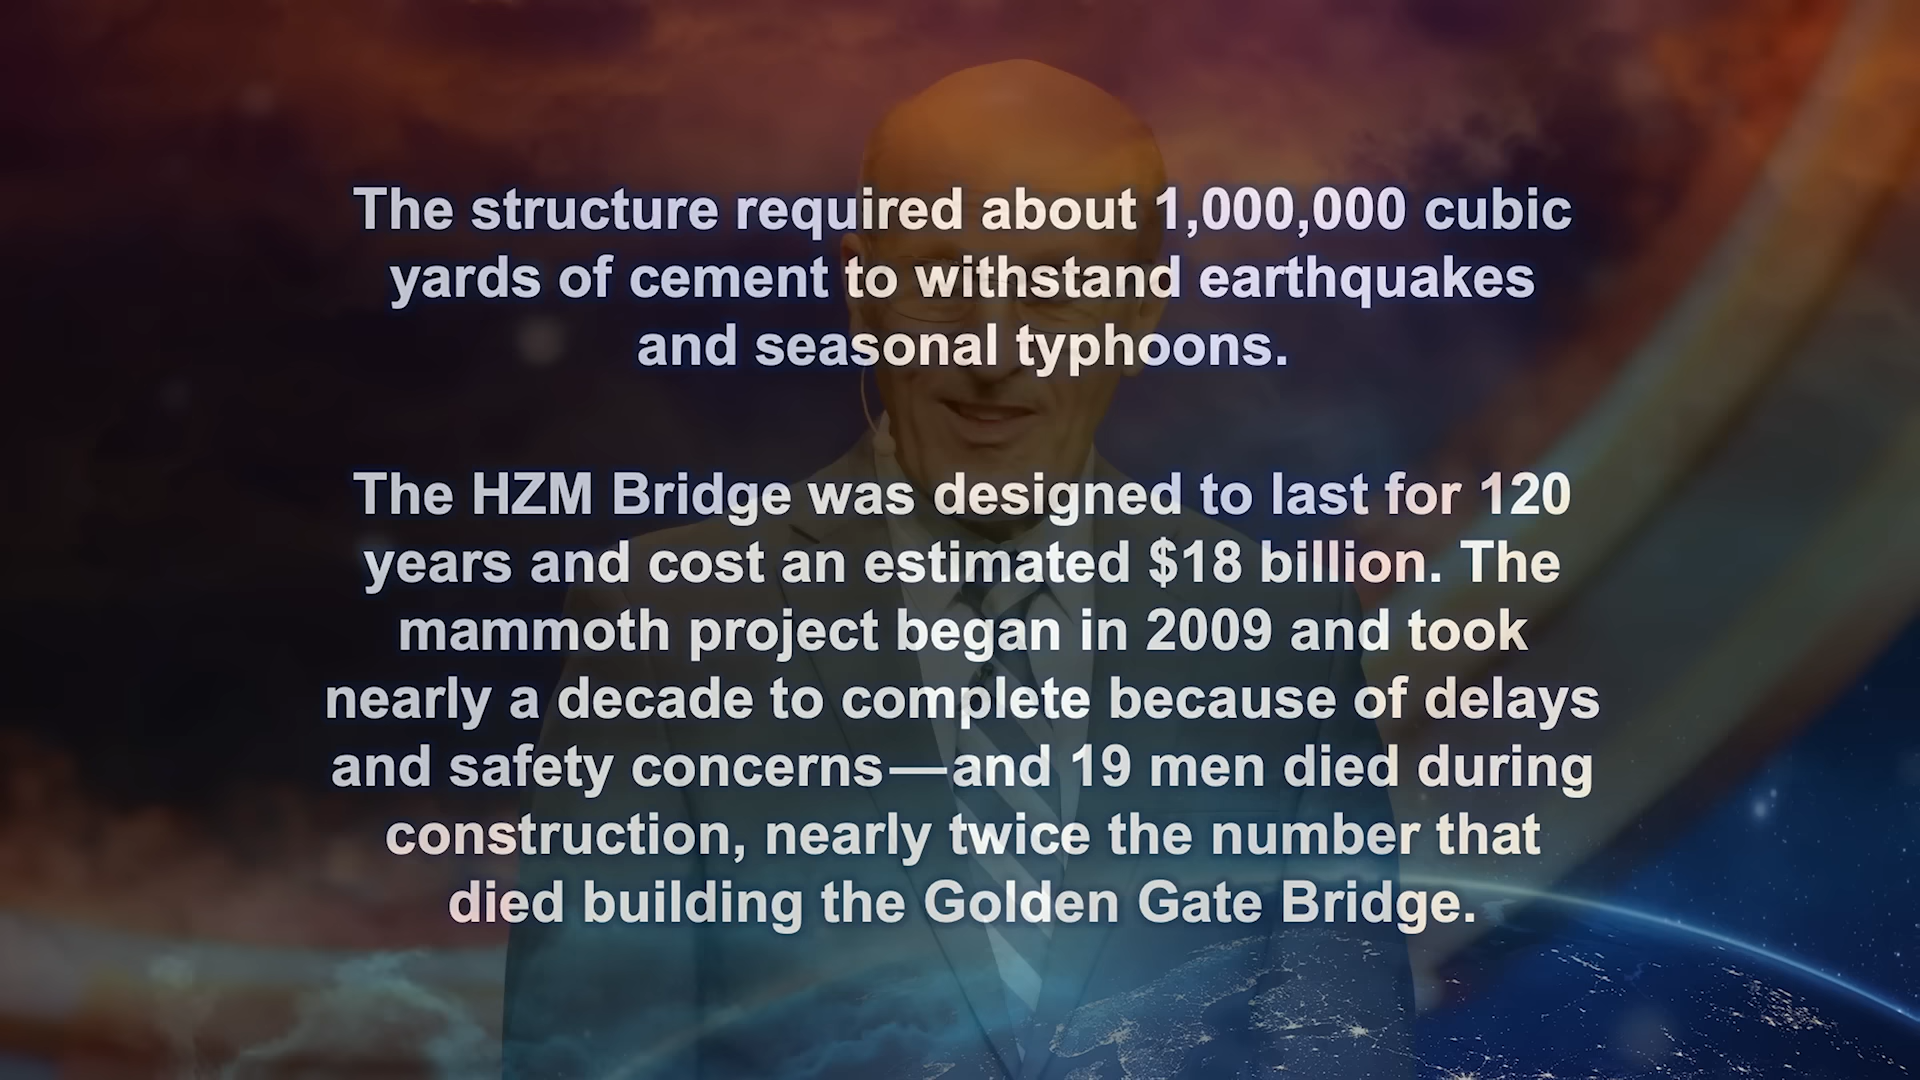 The structure required about 1,000,000 cubic
yards of cement to withstand earthquakes
and seasonal typhoons.
The HZM Bridge was designed to last for 120
years and cost an estimated $18 billion. The
mammoth project began in 2009 and took
nearly a decade to complete because of delays
and safety concerns—and 19 men died during
construction, nearly twice the number that
died building the Golden Gate Bridge.